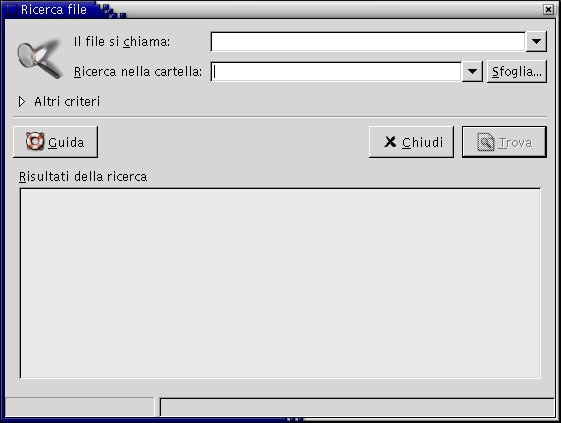 Ricerca file
Il file si chiama:
Ricerca nella cartella:
Sfoglia...
Altri criteri
Guida
Chiudi
Trova
Risultati della ricerca